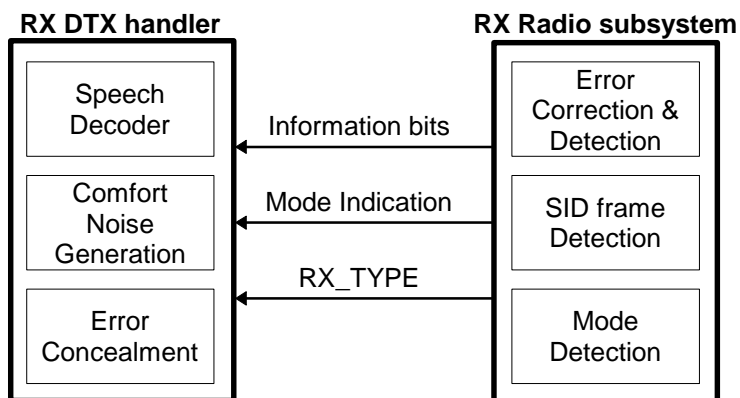 RX DTX handler
RX Radio subsystem
Speech
Decoder
Comfort
Noise
Generation
Error
Concealment
Information bits
Mode Indication
RX_TYPE
Error
Correction &
Detection
SID frame
Detection
Mode
Detection